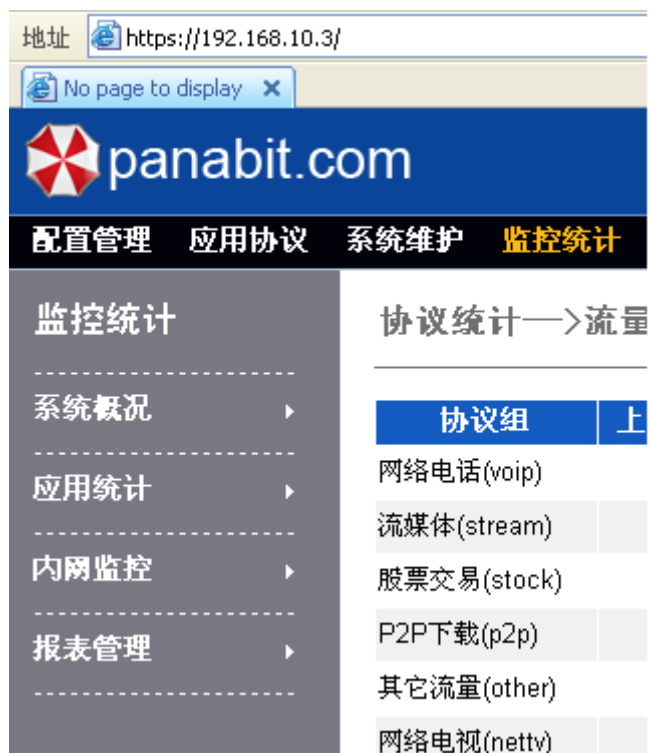 地址 https://192.168.10.3/
No page to display
panabit.com
配置管理 应用协议 系统维护 监控统计
监控统计
协议统计—>流量
系统概况
应用统计
内网监控
报表管理
协议组 上
网络电话(voip)
流媒体(stream)
股票交易(stock)
P2P下载(p2p)
其它流量(other)
网络电视(nettv)